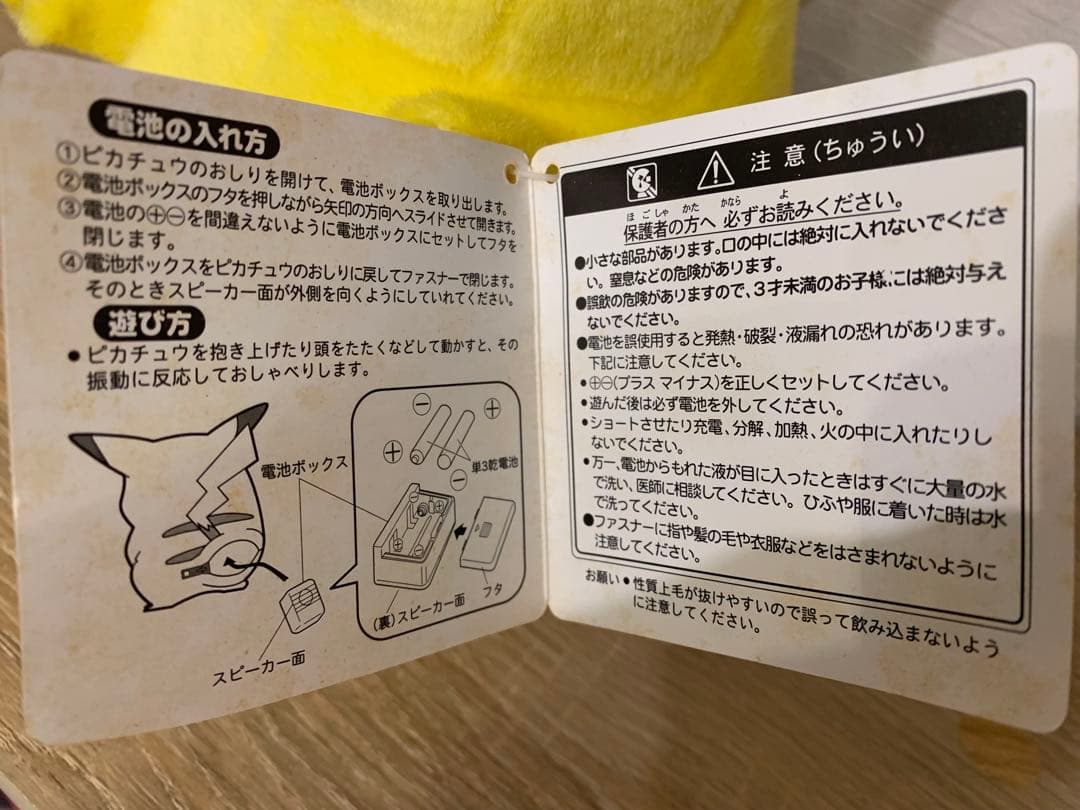 電池の入れ方
①ピカチュウのおしりを開けて、電池ボックスを取り出します。
②電池ボックスのフタを押しながら矢印の方向へスライドさせて開きます。
③電池の⊕⊖を間違えないように電池ボックスにセットしてフタを
閉じます。
④電池ボックスをピカチュウのおしりに戻してファスナーで閉じます。
そのときスピーカー面が外側を向くようにしていれてください。
遊び方
●ピカチュウを抱き上げたり頭をたたくなどして動かすと、その
振動に反応しておしゃべりします。
電池ボックス
⊖
⊕
⊕
⊖
単3乾電池
(裏)スピーカー面
フタ
スピーカー面
注意(ちゅうい)
ほごしゃ かた かなら よ
保護者の方へ 必ずお読みください。
●小さな部品があります。口の中には絶対に入れないでくださ
い。窒息などの危険があります。
●誤飲の危険がありますので、3才未満のお子様には絶対与え
ないでください。
●電池を誤使用すると発熱・破裂・液漏れの恐れがあります。
下記に注意してください。
•⊕⊖(プラス マイナス)を正しくセットしてください。
•遊んだ後は必ず電池を外してください。
•ショートさせたり充電、分解、加熱、火の中に入れたりし
ないでください。
•万一、電池からもれた液が目に入ったときはすぐに大量の水
で洗い、医師に相談してください。ひふや服に着いた時は水
で洗ってください。
●ファスナーに指や髪の毛や衣服などをはさまれないように
注意してください。
お願い●性質上毛が抜けやすいので誤って飲み込まないよう
に注意してください。